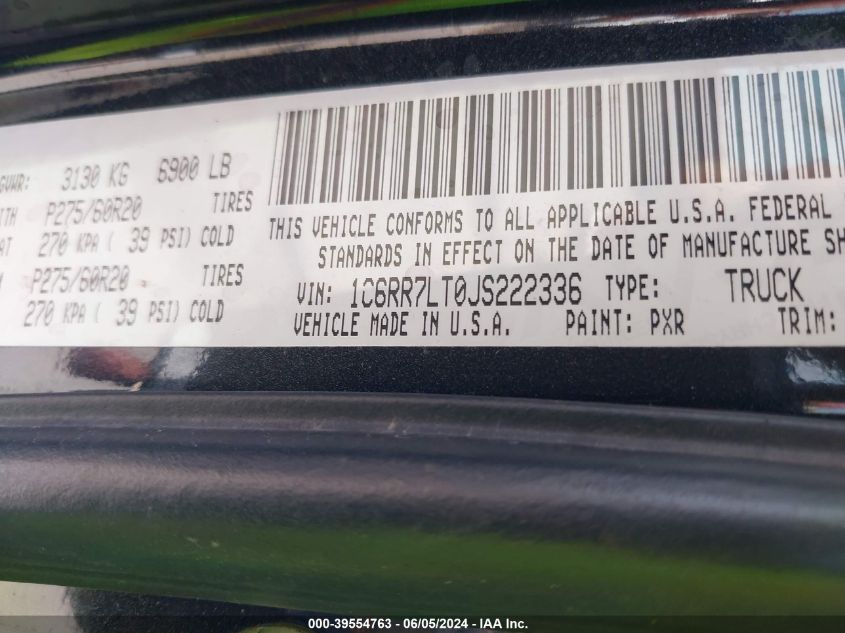 GVWR: 3130 KG 6900 LB
P275/60R20 TIRES
270 KPA ( 39 PSI) COLD
P275/60R20 TIRES
270 KPA ( 39 PSI) COLD
THIS VEHICLE CONFORMS TO ALL APPLICABLE U.S.A. FEDERAL
STANDARDS IN EFFECT ON THE DATE OF MANUFACTURE SH
VIN: 1C6RR7LT0JS222336 TYPE: TRUCK
VEHICLE MADE IN U.S.A. PAINT: PXR TRIM:
000-39554763 - 06/05/2024 - IAA Inc.